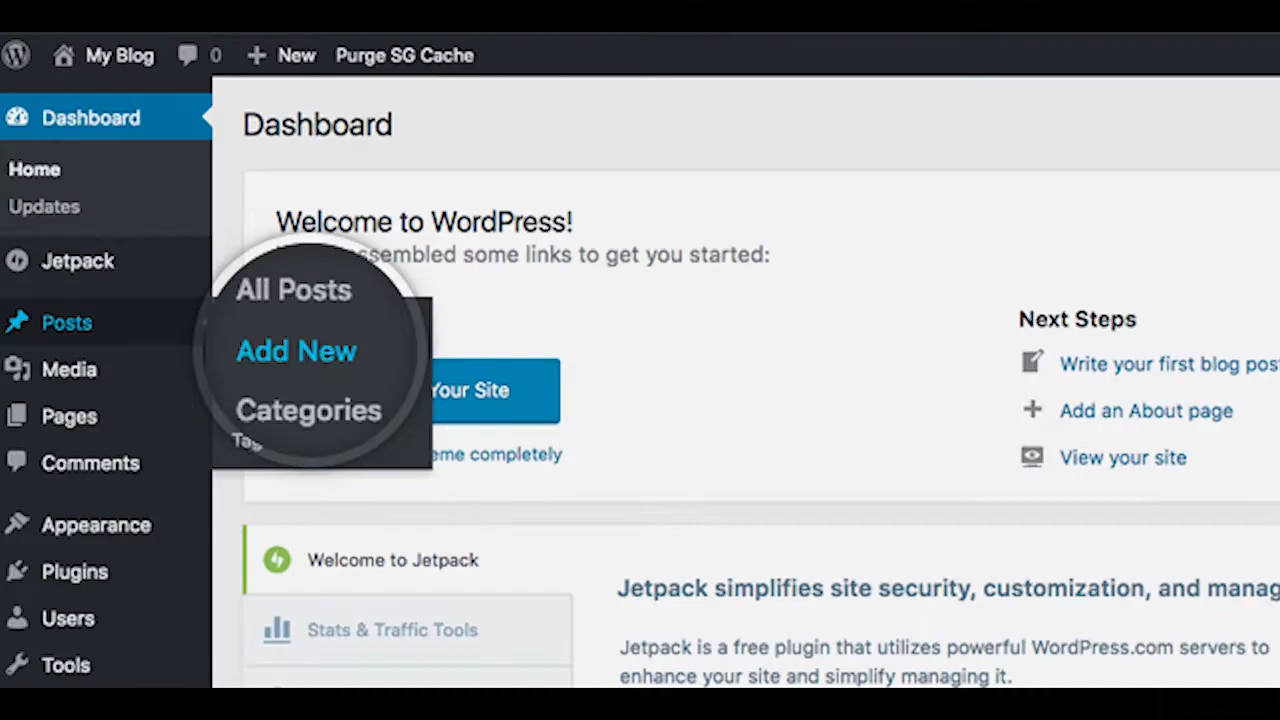 My Blog 0 New Purge SG Cache
Dashboard
Home
Updates
Jetpack
Posts
Media
Pages
Comments
Appearance
Plugins
Users
Tools
Dashboard
Welcome to WordPress!
assembled some links to get you started:
All Posts
Add New
Categories
Your Site
completely
Next Steps
Write your first blog
Add an About page
View your site
Welcome to Jetpack
Stats & Traffic Tools
Jetpack simplifies site security, customization, and
Jetpack is a free plugin that utilizes powerful WordPress.com servers to
enhance your site and simplify managing it.